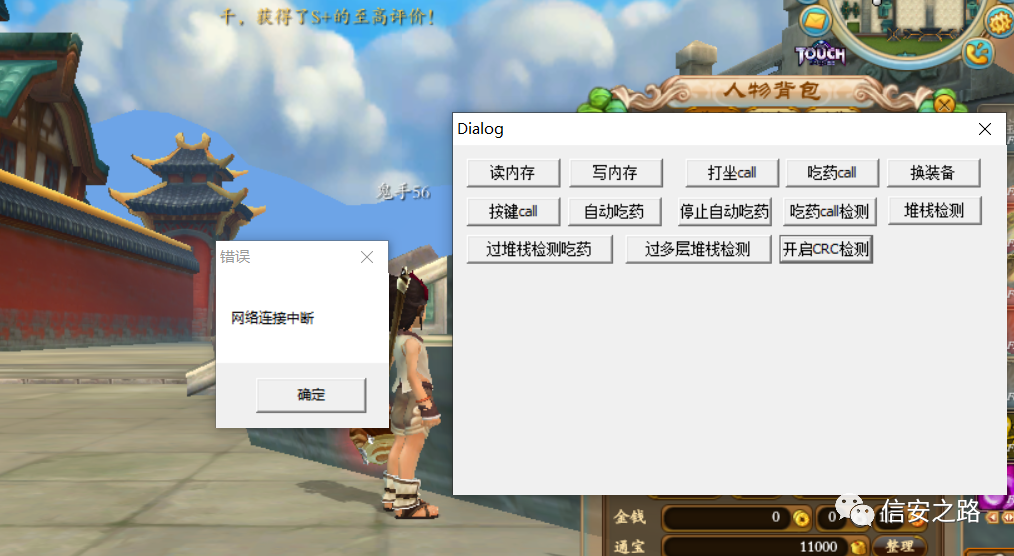 千，获得了S+的至高评价！
TOUCH
人物背包
Dialog
读内存
写内存
打坐call
吃药call
换装备
按键call
自动吃药
停止自动吃药
吃药call检测
堆栈检测
过堆栈检测吃药
过多层堆栈检测
开启CRC检测
鬼手56
错误
网络连接中断
确定
信安之路
金钱
0
0
通宝
11000
整理